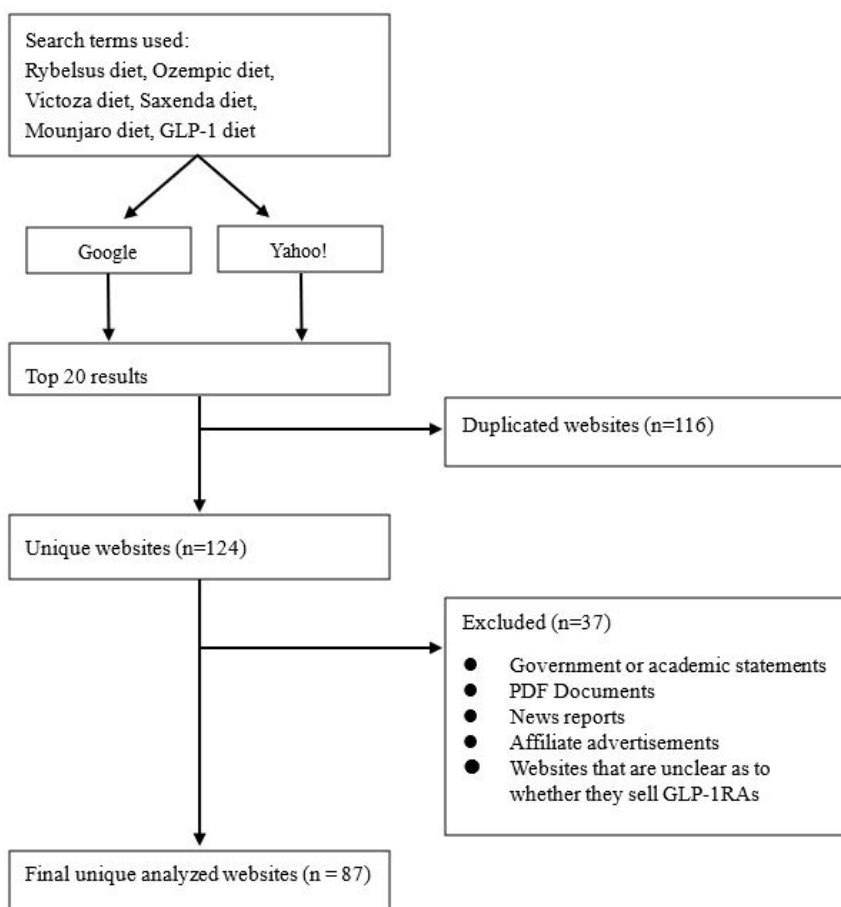 Search terms used:
Rybelsus diet, Ozempic diet,
Victoza diet, Saxenda diet,
Mounjaro diet, GLP-1 diet
Google
Yahoo!
Top 20 results
Duplicated websites (n=116)
Unique websites (n=124)
Excluded (n=37)
● Government or academic statements
● PDF Documents
● News reports
● Affiliate advertisements
● Websites that are unclear as to
whether they sell GLP-1RAs
Final unique analyzed websites (n = 87)